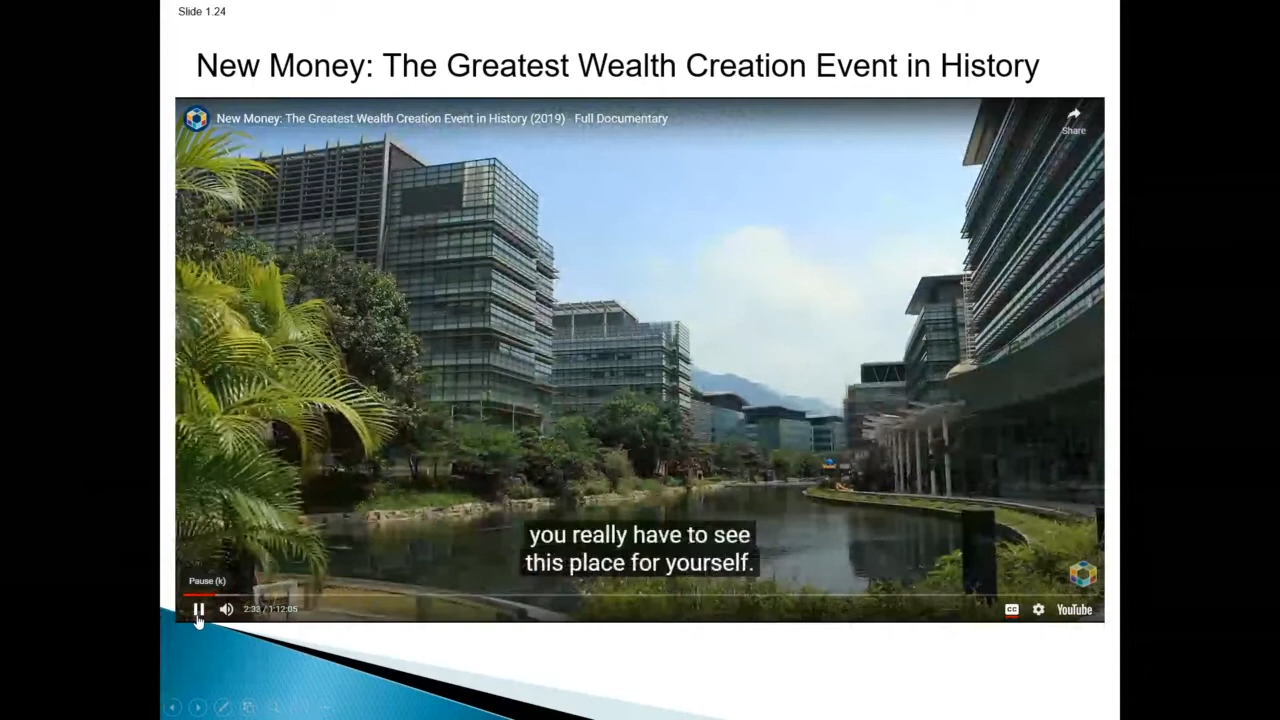 Slide 1.24
New Money: The Greatest Wealth Creation Event in History
New Money: The Greatest Wealth Creation Event in History (2019) - Full Documentary
Share
you really have to see
this place for yourself.
Pause (k)
2:33 / 1:12:05
CC
YouTube